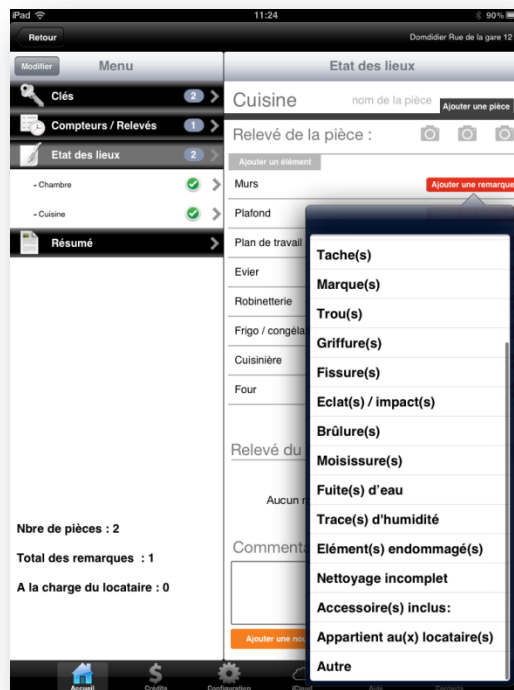 iPad 11:24 90%
Retour Domdidier Rue de la gare 12
Modifier Menu Etat des lieux
Clés 2
Compteurs / Relevés 1
Etat des lieux 2
- Chambre
- Cuisine
Résumé
Nbre de pièces : 2
Total des remarques : 1
A la charge du locataire : 0
Cuisine nom de la pièce Ajouter une pièce
Relevé de la pièce :
Ajouter un élément
Murs Ajouter une remarque
Plafond
Plan de travail
Evier
Robinetterie
Frigo / congéla
Cuisinière
Four
Relevé du
Aucun
Commenta
Ajouter une nou
Tache(s)
Marque(s)
Trou(s)
Griffure(s)
Fissure(s)
Eclat(s) / impact(s)
Brûlure(s)
Moisissure(s)
Fuite(s) d'eau
Trace(s) d'humidité
Elément(s) endommagé(s)
Nettoyage incomplet
Accessoire(s) inclus:
Appartient au(x) locataire(s)
Autre
Accueil Crédits Configuration iCloud Aide Contacts